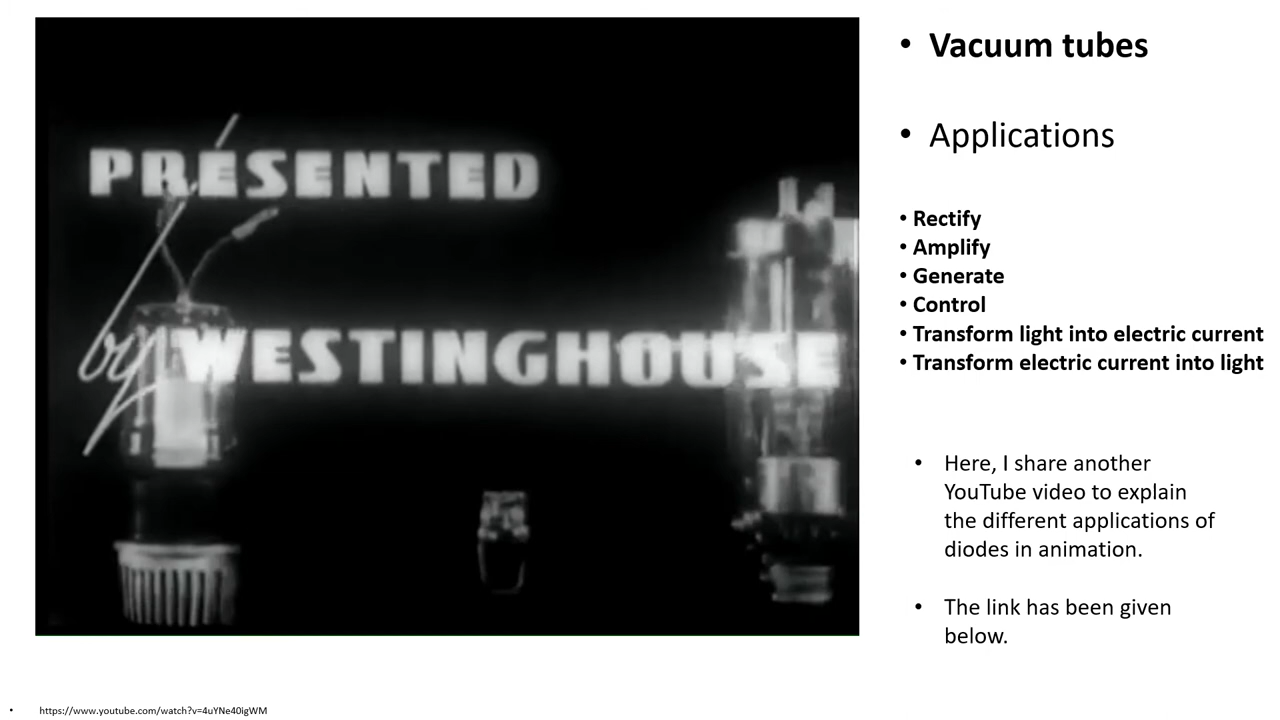 PRESENTED
by WESTINGHOUSE
• Vacuum tubes
• Applications
• Rectify
• Amplify
• Generate
• Control
• Transform light into electric current
• Transform electric current into light
• Here, I share another
YouTube video to explain
the different applications of
diodes in animation.
• The link has been given
below.
• https://www.youtube.com/watch?v=4uYNe40igWM